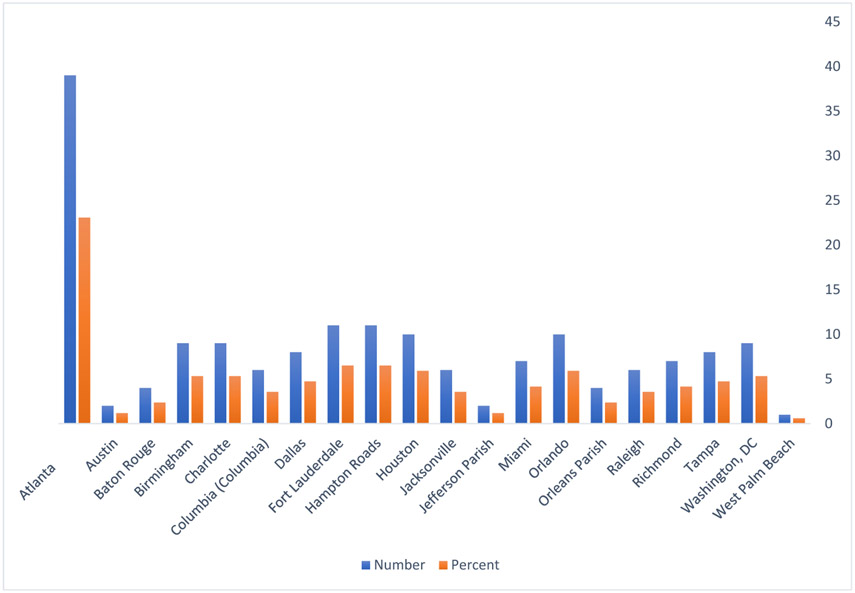 45
40
35
30
25
20
15
10
5
0
Atlanta
Austin
Baton Rouge
Birmingham
Charlotte
Columbia (Columbia)
Dallas
Fort Lauderdale
Hampton Roads
Houston
Jacksonville
Jefferson Parish
Miami
Orlando
Orleans Parish
Raleigh
Richmond
Tampa
Washington, DC
West Palm Beach
Number Percent